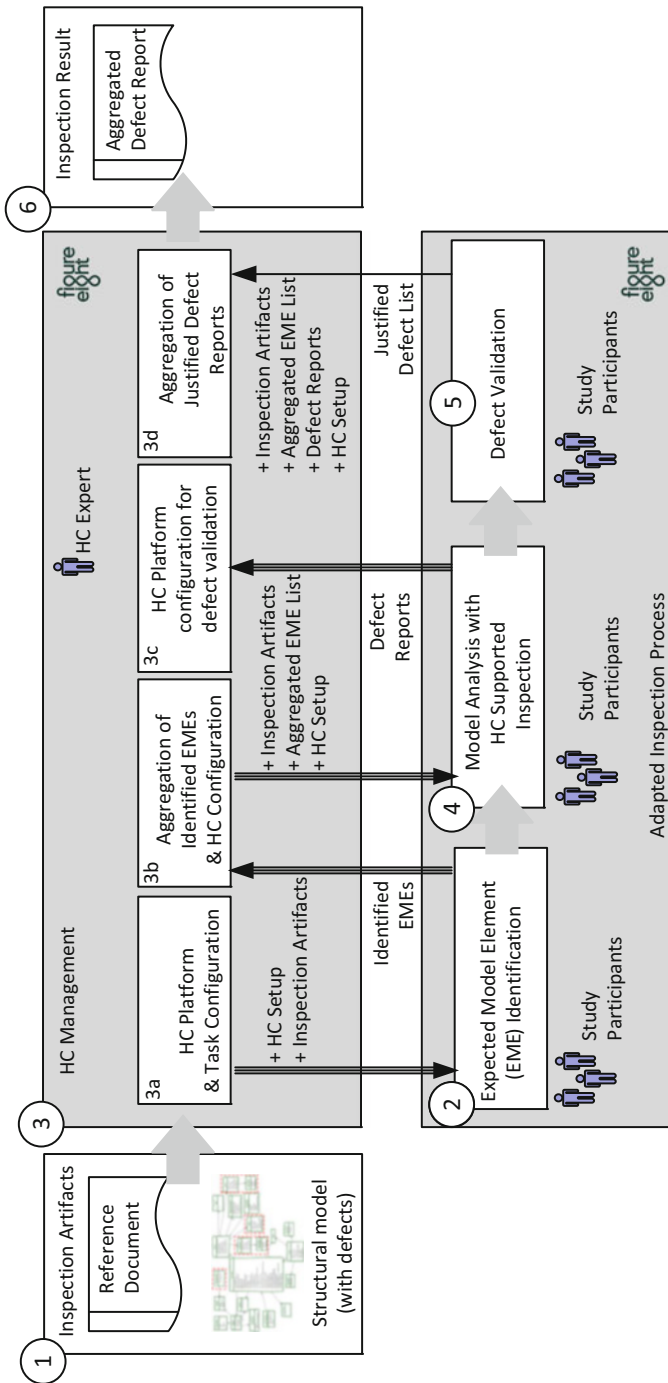 1
Inspection Artifacts
Reference
Document
Structural model
(with defects)
3
HC Management
HC Expert
figure
eight
3a
HC Platform
& Task Configuration
3b
Aggregation of
Identified EMEs
& HC Configuration
3c
HC Platform
configuration for
defect validation
3d
Aggregation of
Justified Defect
Reports
+ HC Setup
+ Inspection Artifacts
Identified
EMEs
+ Inspection Artifacts
+ Aggregated EME List
+ HC Setup
Defect
Reports
+ Inspection Artifacts
+ Aggregated EME List
+ Defect Reports
+ HC Setup
Justified
Defect List
2
Expected Model Element
(EME) Identification
Study
Participants
4
Model Analysis with
HC Supported
Inspection
Study
Participants
5
Defect Validation
Study
Participants
figure
eight
Adapted Inspection Process
6
Inspection Result
Aggregated
Defect Report